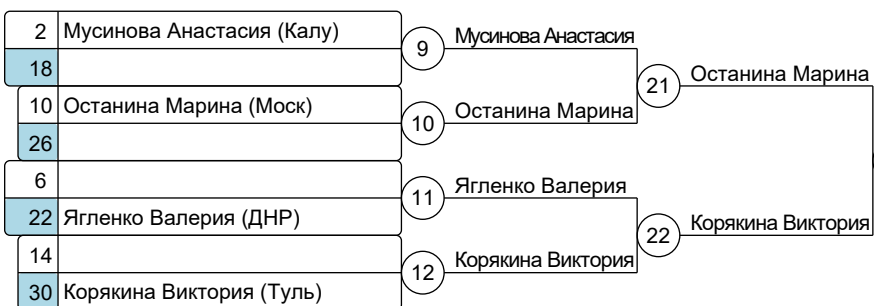 2 Мусинова Анастасия (Калу)
9 Мусинова Анастасия
18
21 Останина Марина
10 Останина Марина (Моск)
10 Останина Марина
26
6
11 Ягленко Валерия
22 Ягленко Валерия (ДНР)
22 Корякина Виктория
14
12 Корякина Виктория
30 Корякина Виктория (Туль)